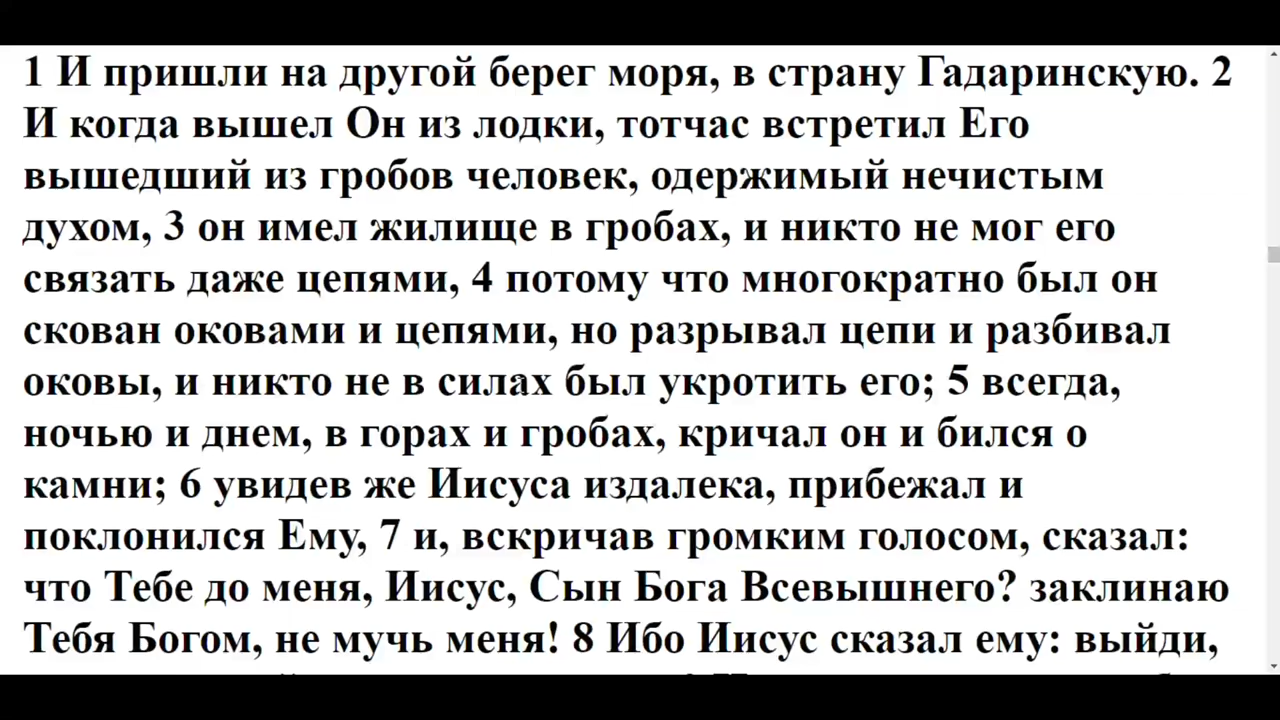 1 И пришли на другой берег моря, в страну Гадаринскую. 2
И когда вышел Он из лодки, тотчас встретил Его
вышедший из гробов человек, одержимый нечистым
духом, 3 он имел жилище в гробах, и никто не мог его
связать даже цепями, 4 потому что многократно был он
скован оковами и цепями, но разрывал цепи и разбивал
оковы, и никто не в силах был укротить его; 5 всегда,
ночью и днем, в горах и гробах, кричал он и бился о
камни; 6 увидев же Иисуса издалека, прибежал и
поклонился Ему, 7 и, вскричав громким голосом, сказал:
что Тебе до меня, Иисус, Сын Бога Всевышнего? заклинаю
Тебя Богом, не мучь меня! 8 Ибо Иисус сказал ему: выйди,